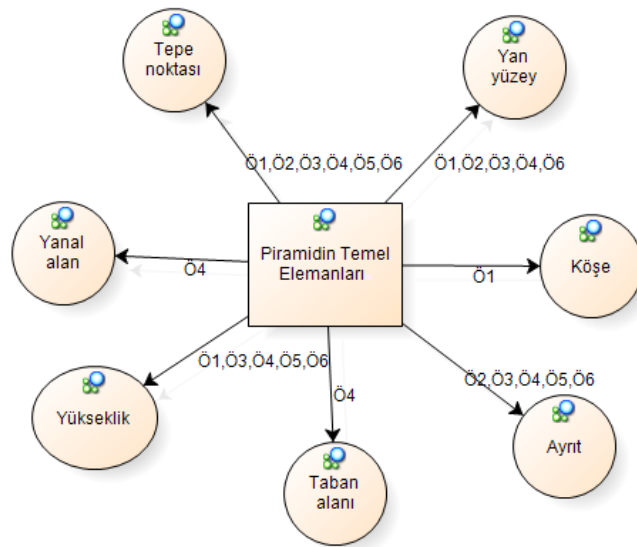 Tepe
noktası
Yan
yüzey
Ö1,Ö2,Ö3,Ö4,Ö5,Ö6
Ö1,Ö2,Ö3,Ö4,Ö6
Yanal
alan
Ö4
Piramidin Temel
Elemanları
Ö1
Köşe
Ö1,Ö3,Ö4,Ö5,Ö6
Ö4
Ö2,Ö3,Ö4,Ö5,Ö6
Yükseklik
Taban
alanı
Ayrıt